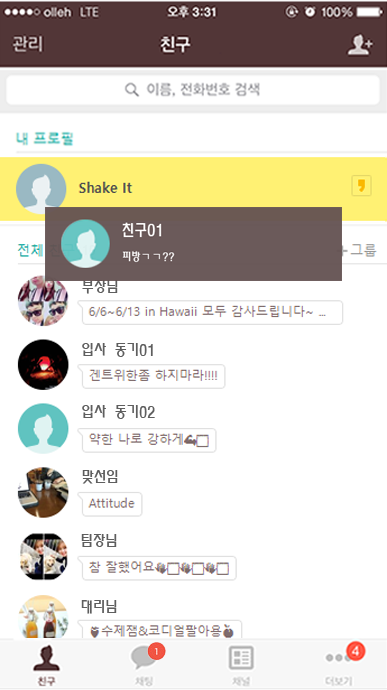 olleh LTE 오후 3:31 100%
관리 친구
이름, 전화번호 검색
내 프로필
Shake It
친구01
피방ㄱㄱ??
전체 그룹
부장님
6/6~6/13 in Hawaii 모두 감사드립니다~ ...
입사 동기01
겐트위한좀 하지마라!!!!
입사 동기02
약한 나로 강하게
맞선임
Attitude
팀장님
참 잘했어요
대리님
수제잼&코디얼팔아용
1 4
친구 채팅 채널 더보기